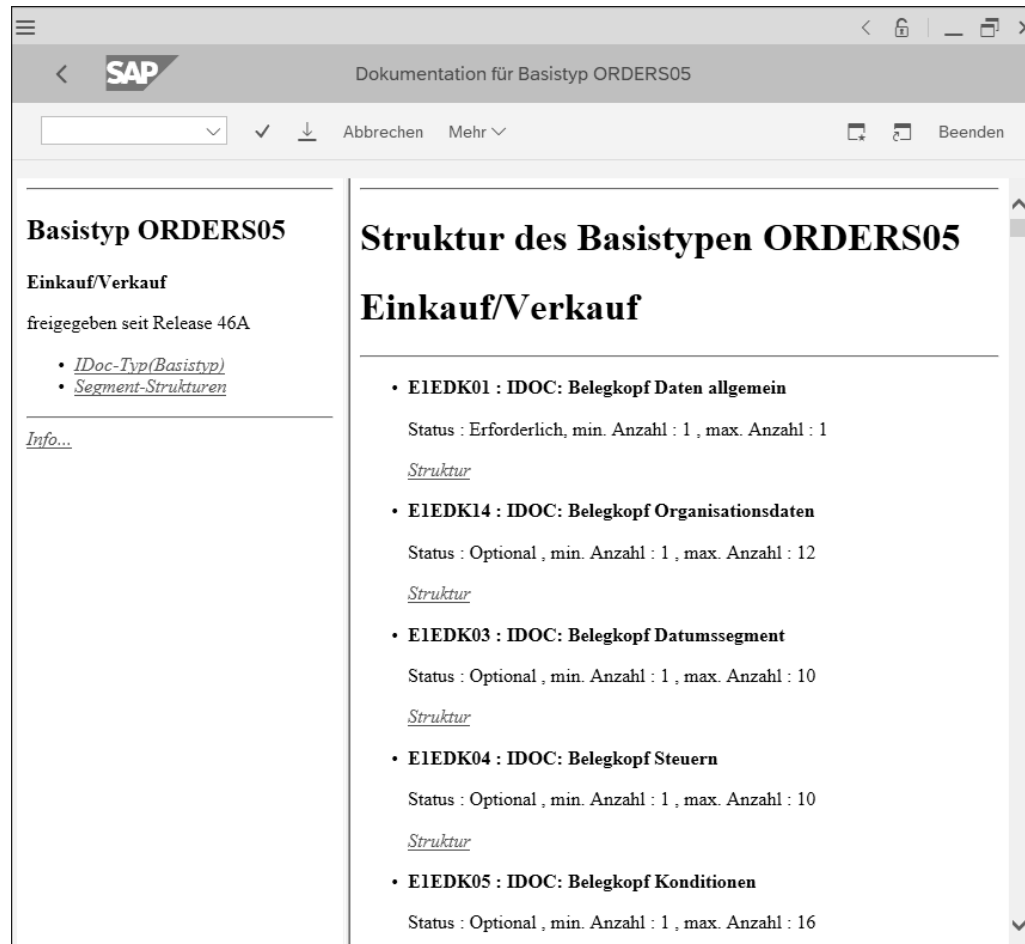 SAP
Dokumentation für Basistyp ORDERS05
Abbrechen Mehr Beenden
Basistyp ORDERS05
Einkauf/Verkauf
freigegeben seit Release 46A
• IDoc-Typ(Basistyp)
• Segment-Strukturen
Info...
Struktur des Basistypen ORDERS05
Einkauf/Verkauf
• E1EDK01 : IDOC: Belegkopf Daten allgemein
Status : Erforderlich, min. Anzahl : 1 , max. Anzahl : 1
Struktur
• E1EDK14 : IDOC: Belegkopf Organisationsdaten
Status : Optional , min. Anzahl : 1 , max. Anzahl : 12
Struktur
• E1EDK03 : IDOC: Belegkopf Datumssegment
Status : Optional , min. Anzahl : 1 , max. Anzahl : 10
Struktur
• E1EDK04 : IDOC: Belegkopf Steuern
Status : Optional , min. Anzahl : 1 , max. Anzahl : 10
Struktur
• E1EDK05 : IDOC: Belegkopf Konditionen
Status : Optional , min. Anzahl : 1 , max. Anzahl : 16